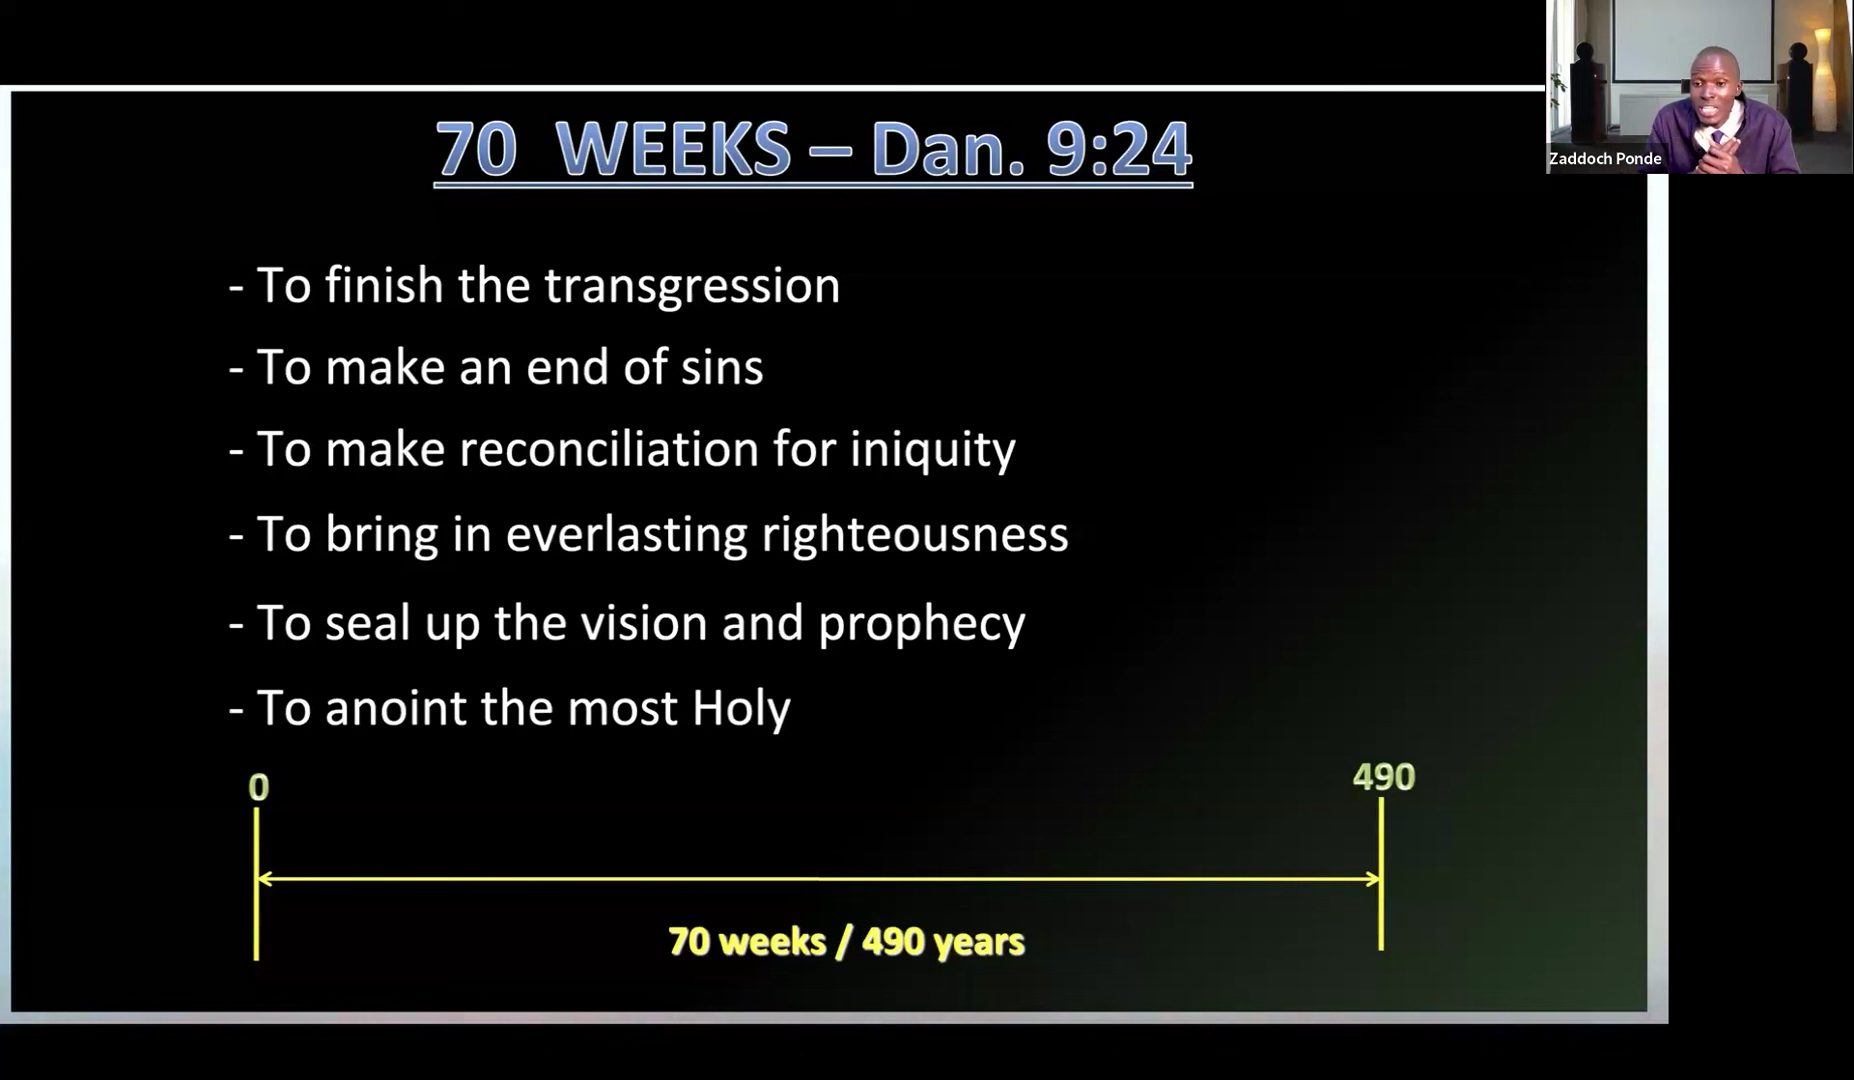 70 WEEKS – Dan. 9:24
Zaddoch Ponde
- To finish the transgression
- To make an end of sins
- To make reconciliation for iniquity
- To bring in everlasting righteousness
- To seal up the vision and prophecy
- To anoint the most Holy
0
490
70 weeks / 490 years